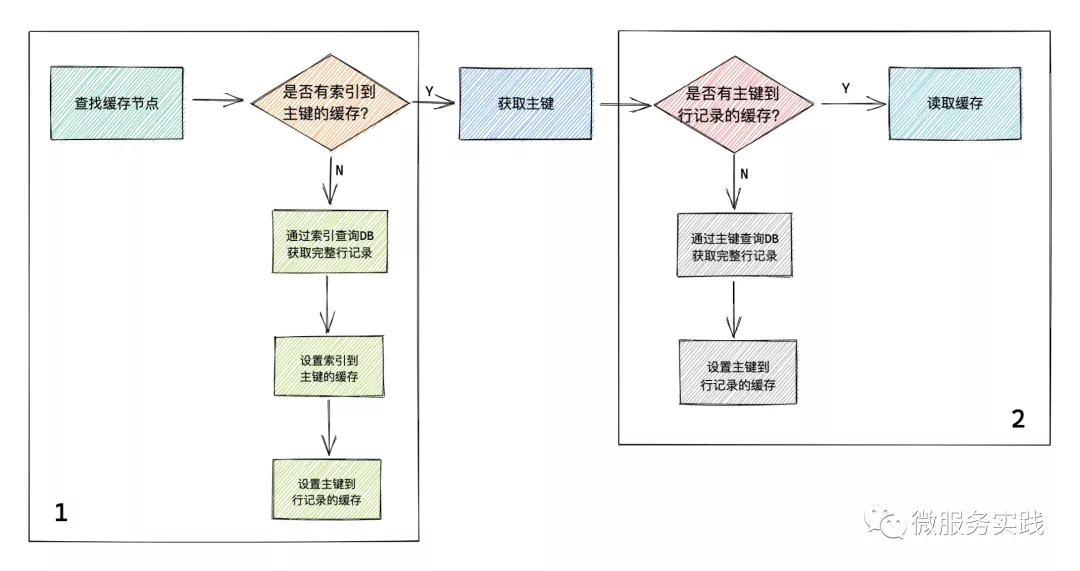 查找缓存节点
是否有索引到
主键的缓存?
Y
获取主键
是否有主键到
行记录的缓存?
Y
读取缓存
N
通过索引查询DB
获取完整行记录
设置索引到
主键的缓存
设置主键到
行记录的缓存
1
N
通过主键查询DB
获取完整行记录
设置主键到
行记录的缓存
2
微服务实践